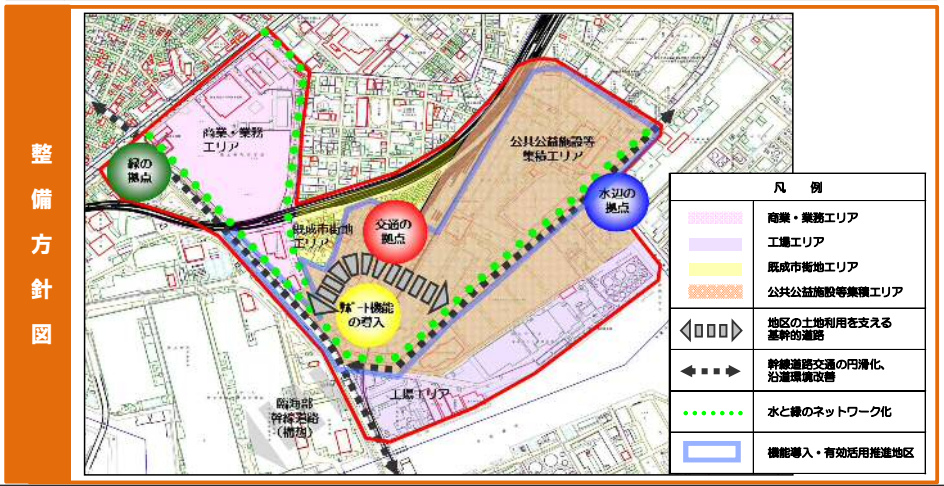 整備方針図
商業・業務
エリア
緑の
拠点
公共公益施設等
集積エリア
水辺の
拠点
既成市街地
エリア
交通の
拠点
サポート機能
の導入
工場エリア
臨海部
幹線道路
（構想）
凡 例
商業・業務エリア
工場エリア
既成市街地エリア
公共公益施設等集積エリア
地区の土地利用を支える
基幹的道路
幹線道路交通の円滑化、
沿道環境改善
水と緑のネットワーク化
機能導入・有効活用推進地区